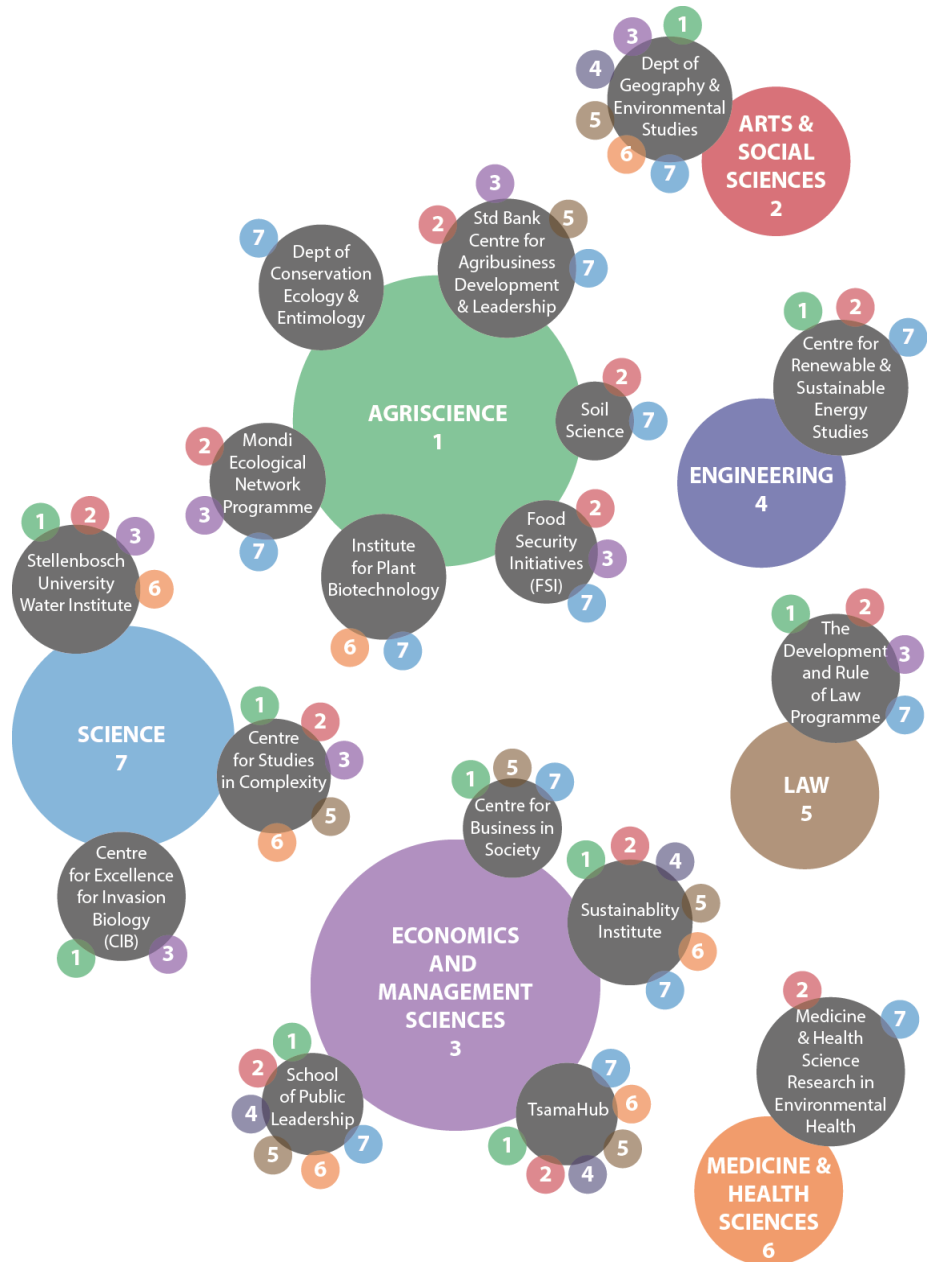 1
3
4
5
6
7
Dept of
Geography &
Environmental
Studies
ARTS &
SOCIAL
SCIENCES
2
3
2
5
7
Std Bank
Centre for
Agribusiness
Development
& Leadership
7
Dept of
Conservation
Ecology &
Entimology
AGRISCIENCE
1
2
7
Soil
Science
2
3
7
Mondi
Ecological
Network
Programme
Institute
for Plant
Biotechnology
6
7
2
3
7
Food
Security
Initiatives
(FSI)
1
2
7
Centre for
Renewable &
Sustainable
Energy
Studies
ENGINEERING
4
1
2
3
6
Stellenbosch
University
Water Institute
SCIENCE
7
1
2
3
5
6
Centre
for Studies
in Complexity
Centre
for Excellence
for Invasion
Biology
(CIB)
1
3
1
2
3
7
The
Development
and Rule
of Law
Programme
LAW
5
1
5
7
Centre for
Business in
Society
1
2
4
5
6
7
Sustainablity
Institute
ECONOMICS
AND
MANAGEMENT
SCIENCES
3
1
2
4
5
6
7
School
of Public
Leadership
7
6
5
4
2
1
TsamaHub
2
7
Medicine
& Health
Science
Research in
Environmental
Health
MEDICINE &
HEALTH
SCIENCES
6